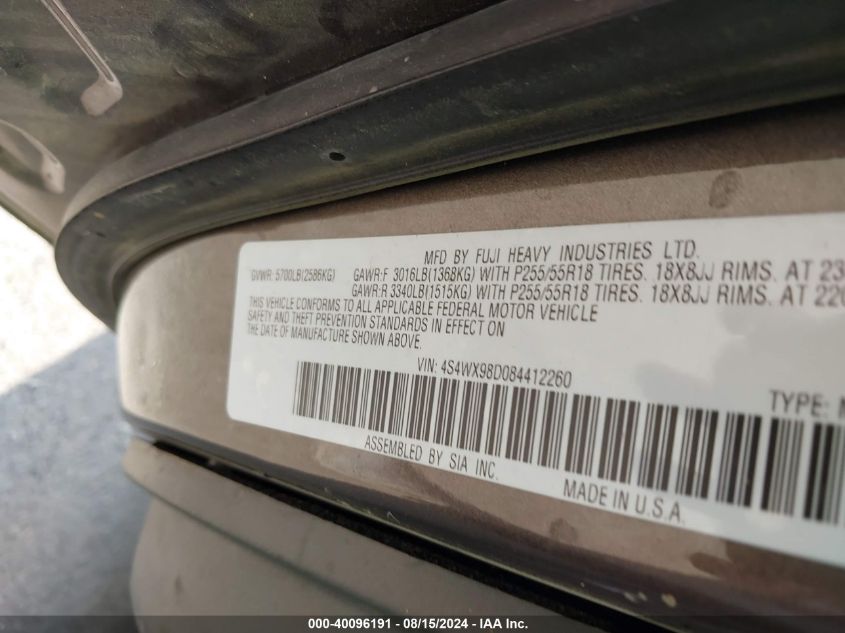 MFD BY FUJI HEAVY INDUSTRIES LTD.
GVWR: 5700LB(2586KG) GAWR:F 3016LB(1368KG) WITH P255/55R18 TIRES. 18X8JJ RIMS. AT 23
GAWR:R 3340LB(1515KG) WITH P255/55R18 TIRES. 18X8JJ RIMS. AT 220
THIS VEHICLE CONFORMS TO ALL APPLICABLE FEDERAL MOTOR VEHICLE
SAFETY AND THEFT PREVENTION STANDARDS IN EFFECT ON
THE DATE OF MANUFACTURE SHOWN ABOVE.
VIN: 4S4WX98D084412260
TYPE:
ASSEMBLED BY SIA INC.
MADE IN U.S.A.
000-40096191 - 08/15/2024 - IAA Inc.